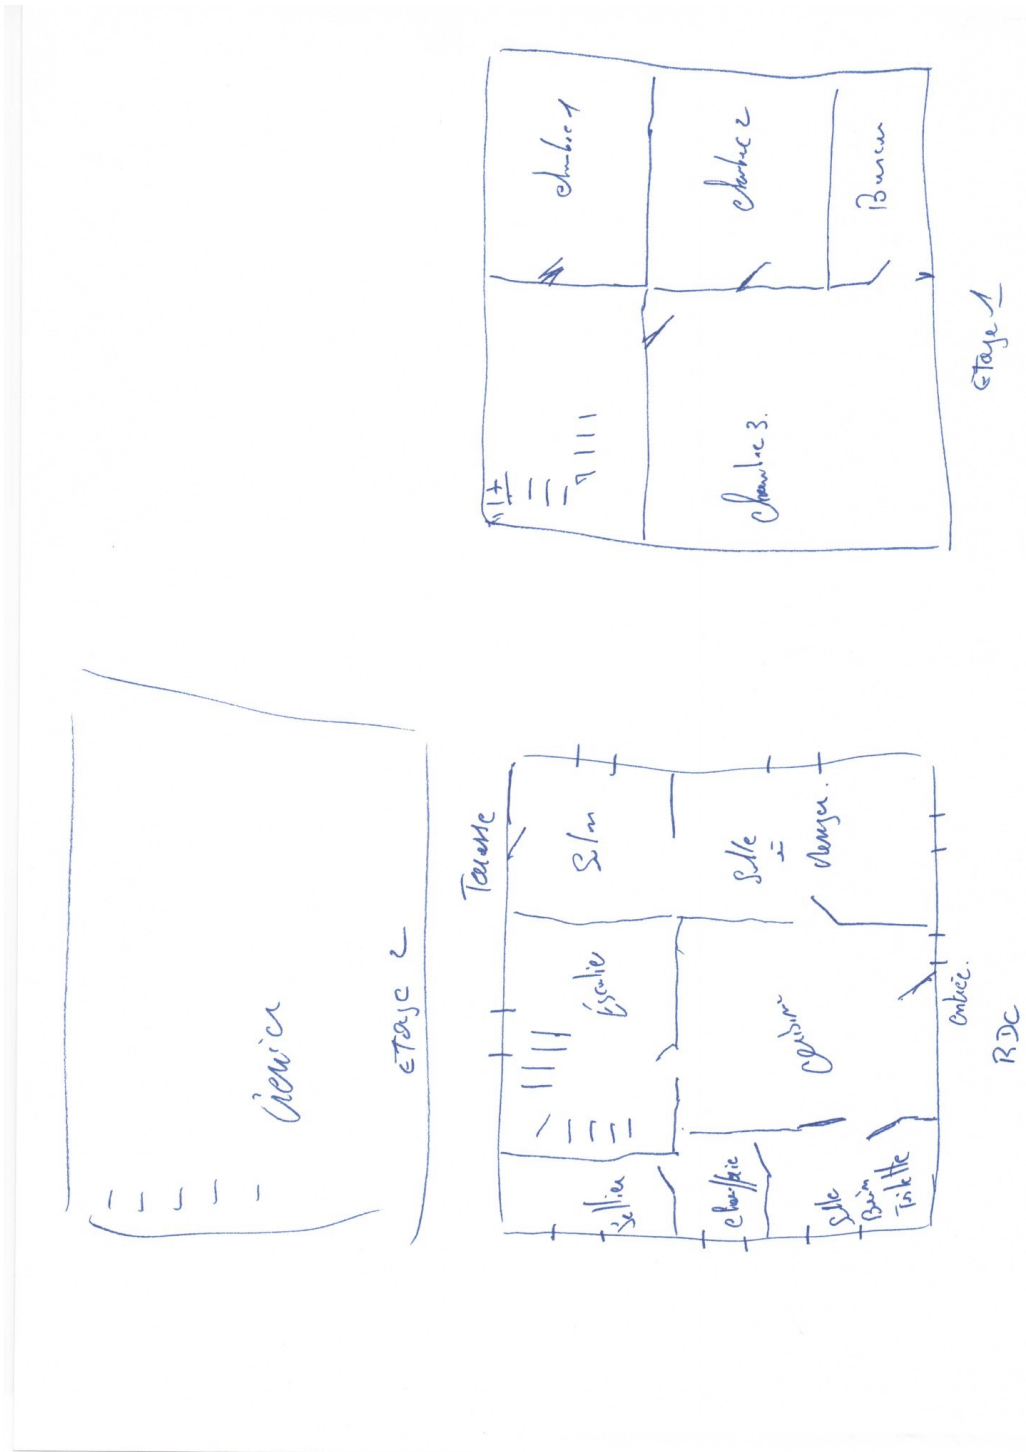 Grenier
ETAGE 2
Terrasse
Sellier
Escalier
Salon
Chaufferie
Salle
Bain
Toilette
Cuisine
Salle
à
Manger.
entrée.
RDC
Chambre 1
Chambre 2
Chambre 3.
Bureau
ETAGE 1